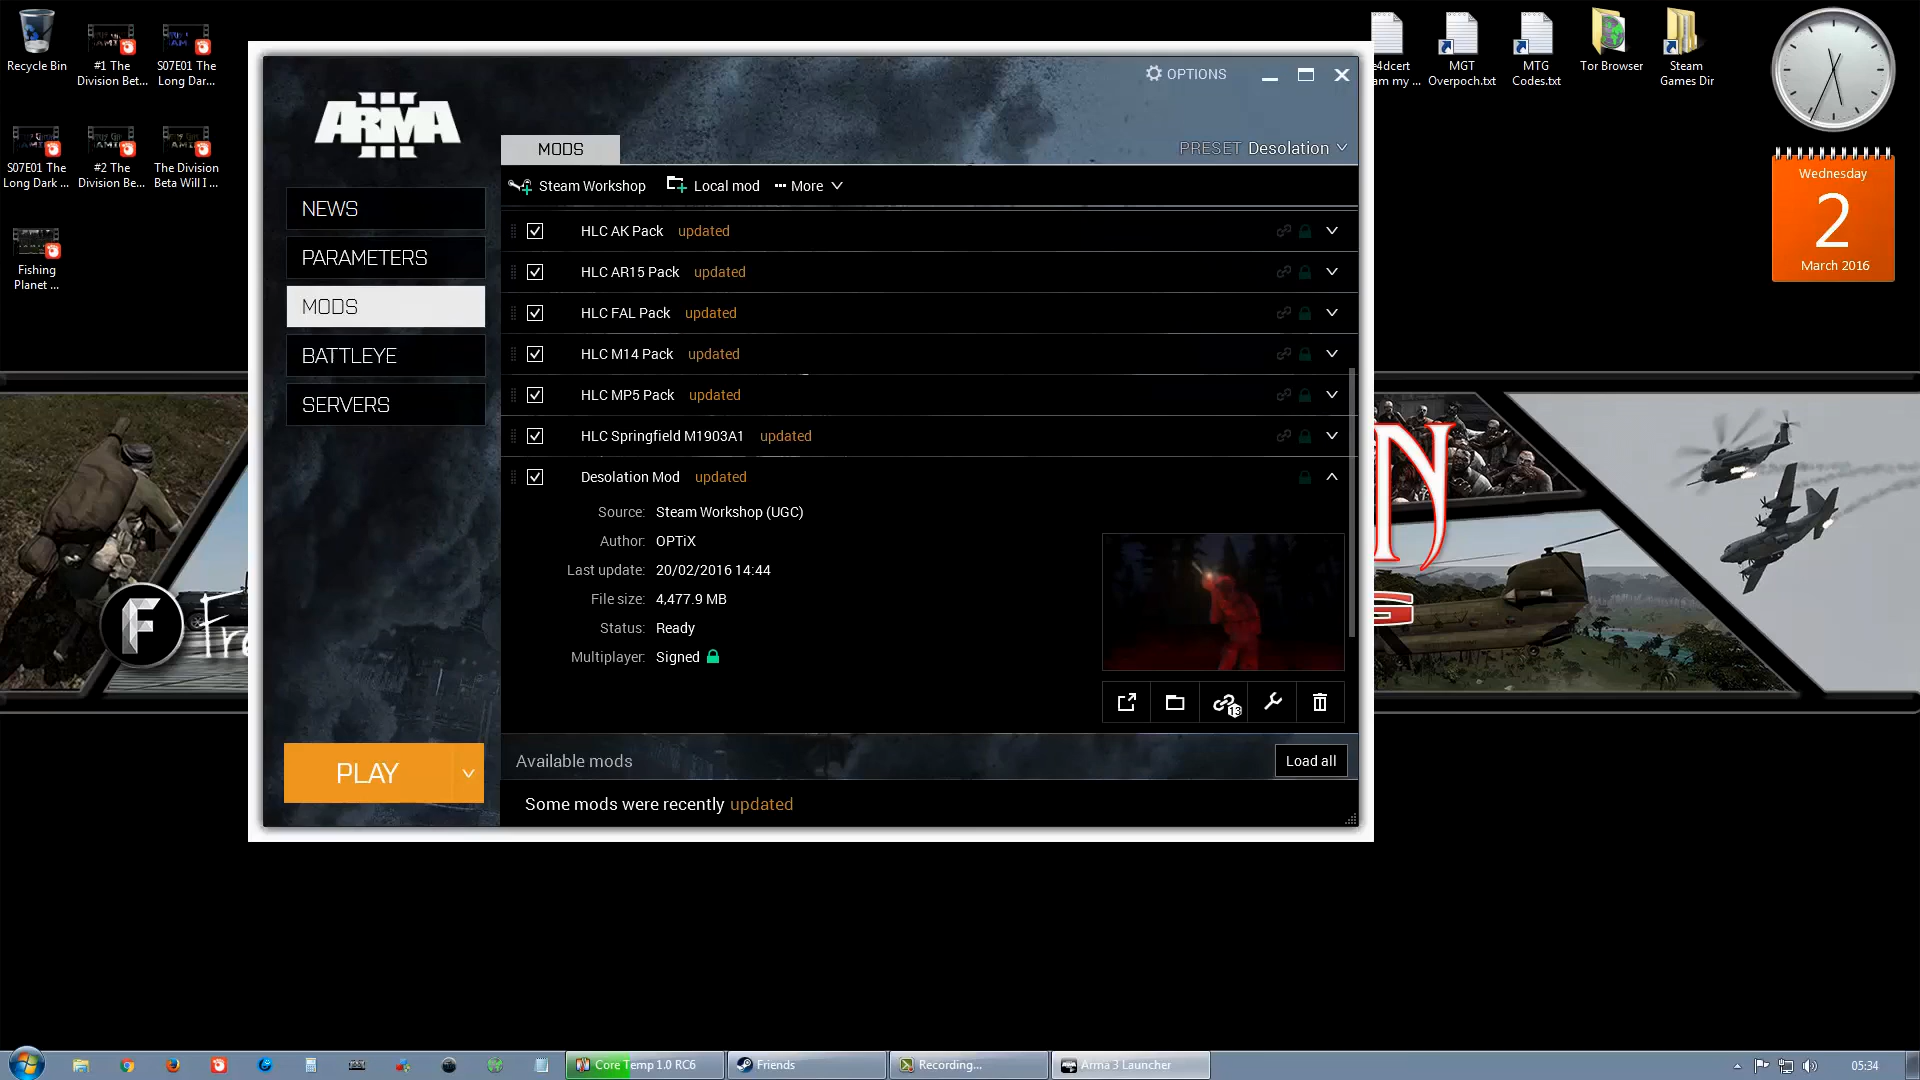 Recycle Bin
#1 The
Division Bet...
S07E01 The
Long Dar...
S07E01 The
Long Dark ...
#2 The
Division Be...
The Division
Beta Will I ...
Fishing
Planet ...
ARMA III
OPTIONS
MODS
PRESET Desolation
Steam Workshop
Local mod
More
NEWS
PARAMETERS
MODS
BATTLEYE
SERVERS
HLC AK Pack updated
HLC AR15 Pack updated
HLC FAL Pack updated
HLC M14 Pack updated
HLC MP5 Pack updated
HLC Springfield M1903A1 updated
Desolation Mod updated
Source: Steam Workshop (UGC)
Author: OPTiX
Last update: 20/02/2016 14:44
File size: 4,477.9 MB
Status: Ready
Multiplayer: Signed
13
PLAY
Available mods
Load all
Some mods were recently updated
e4dcert
am my ...
MGT
Overpoch.txt
MTG
Codes.txt
Tor Browser
Steam
Games Dir
Wednesday
2
March 2016
F
Fr
N
Core Temp 1.0 RC6
Friends
Recording...
Arma 3 Launcher
05:34